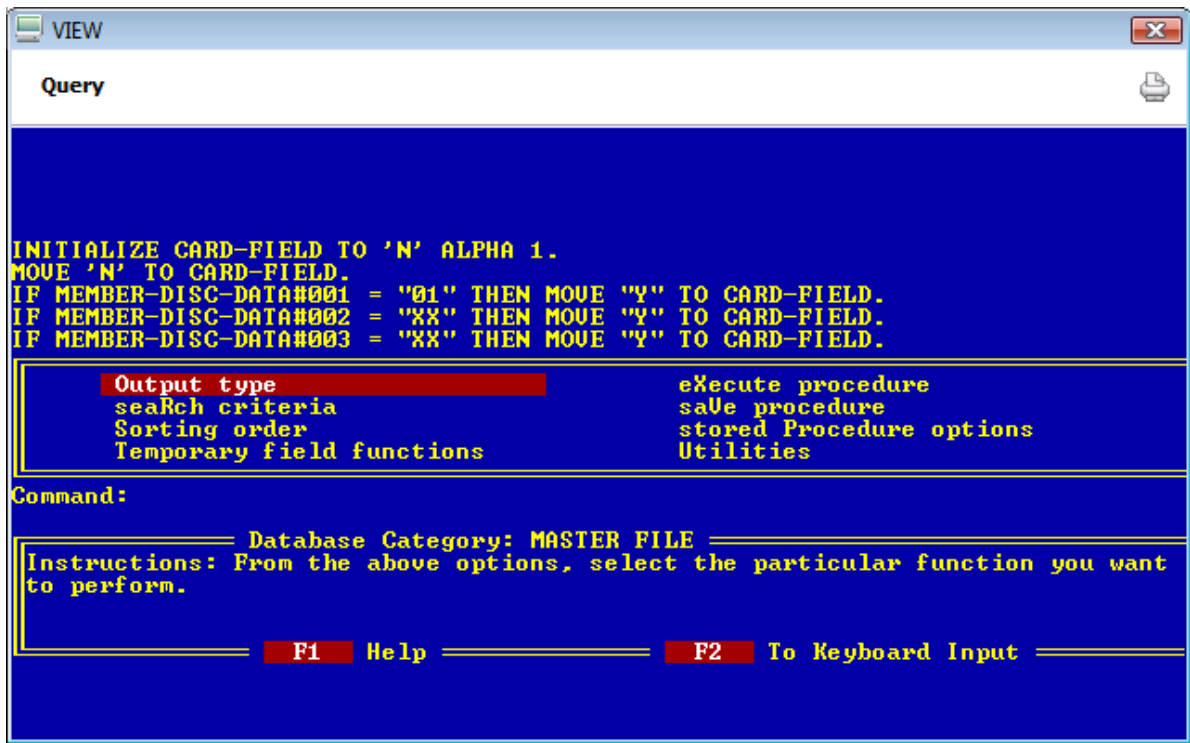 VIEW
Query
INITIALIZE CARD-FIELD TO 'N' ALPHA 1.
MOVE 'N' TO CARD-FIELD.
IF MEMBER-DISC-DATA#001 = "01" THEN MOVE "Y" TO CARD-FIELD.
IF MEMBER-DISC-DATA#002 = "XX" THEN MOVE "Y" TO CARD-FIELD.
IF MEMBER-DISC-DATA#003 = "XX" THEN MOVE "Y" TO CARD-FIELD.
Output type eXecute procedure
seaRch criteria saVe procedure
Sorting order stored Procedure options
Temporary field functions Utilities
Command:
Database Category: MASTER FILE
Instructions: From the above options, select the particular function you want
to perform.
F1 Help F2 To Keyboard Input